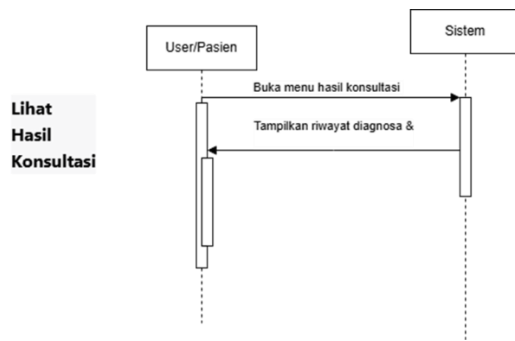 User/Pasien
Sistem
Buka menu hasil konsultasi
Tampilkan riwayat diagnosa &
Lihat
Hasil
Konsultasi